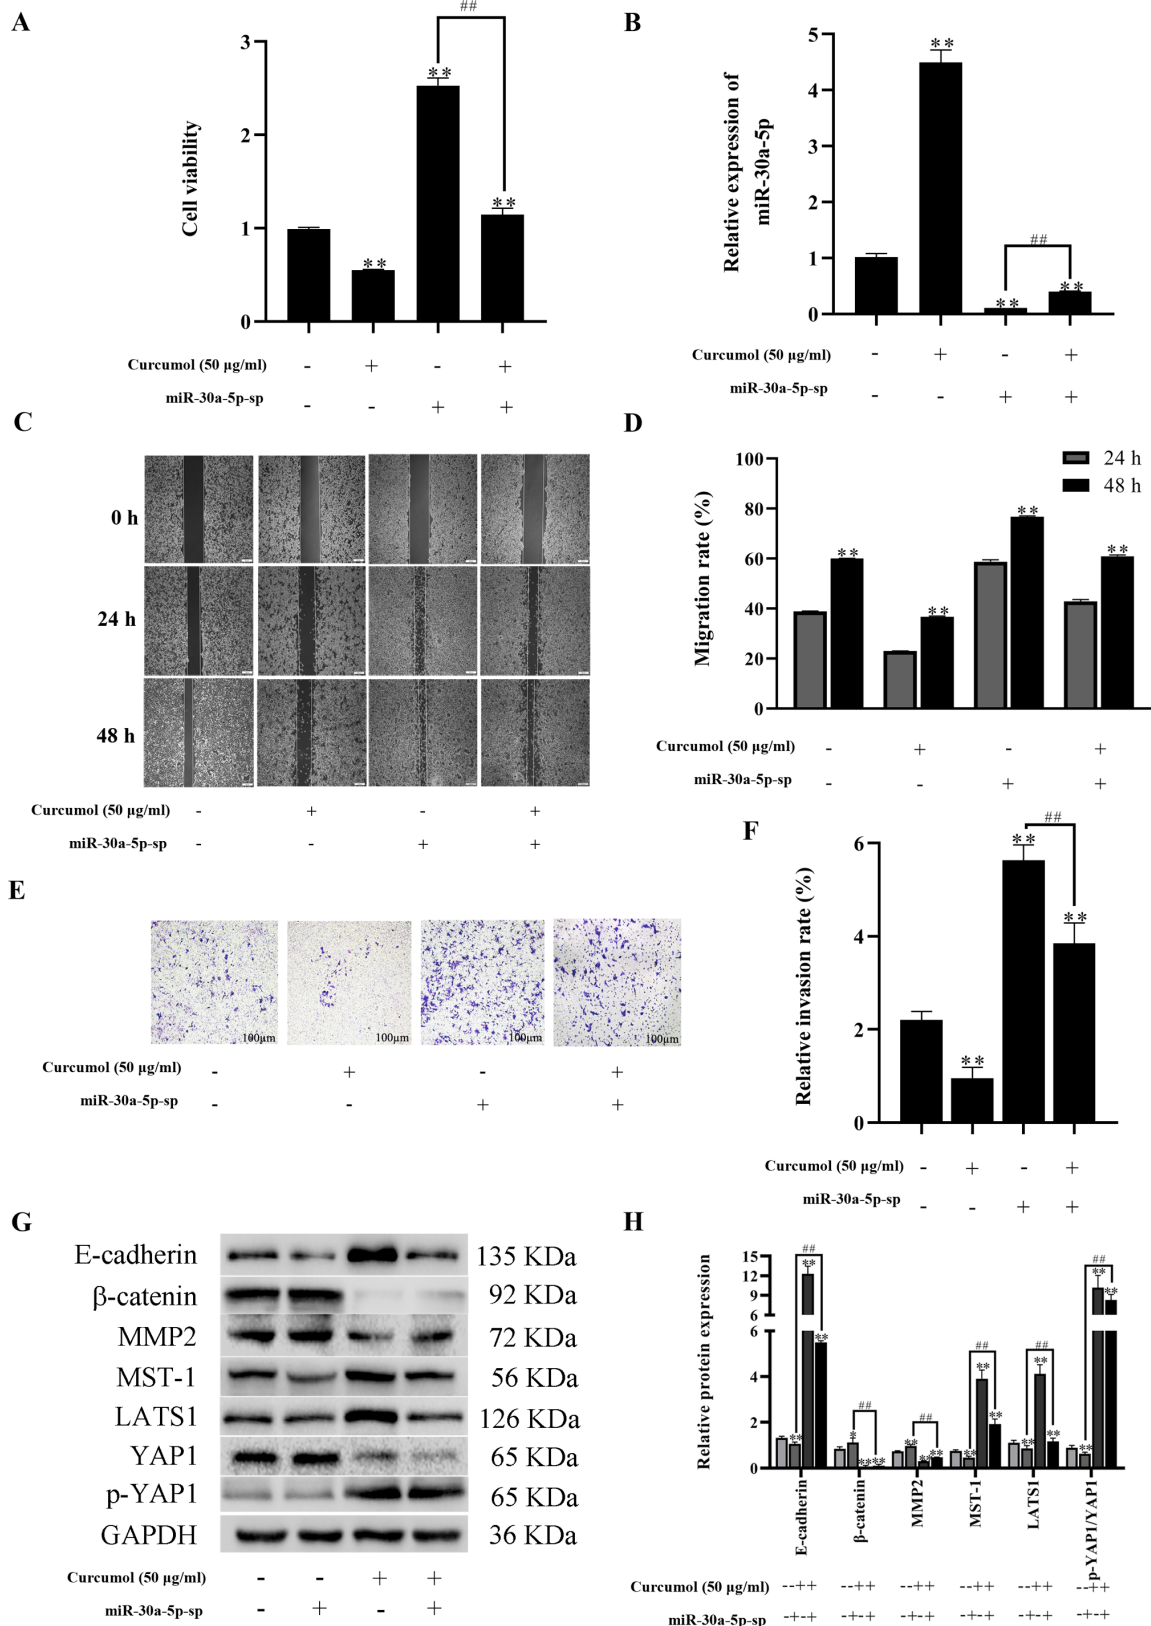 A
##
3
2
1
0
Cell viability
**
**
**
Curcumol (50 μg/ml) - + - +
miR-30a-5p-sp - - + +
B
5
4
3
2
1
0
Relative expression of
miR-30a-5p
**
**
##
**
Curcumol (50 μg/ml) - + - +
miR-30a-5p-sp - - + +
C
0 h
24 h
48 h
Curcumol (50 μg/ml) - + - +
miR-30a-5p-sp - - + +
D
100
80
60
40
20
0
Migration rate (%)
24 h
48 h
**
**
**
**
Curcumol (50 μg/ml) - + - +
miR-30a-5p-sp - - + +
E
100μm 100μm 100μm 100μm
Curcumol (50 μg/ml) - + - +
miR-30a-5p-sp - - + +
F
6
4
2
0
Relative invasion rate (%)
**
**
##
**
Curcumol (50 μg/ml) - + - +
miR-30a-5p-sp - - + +
G
E-cadherin 135 KDa
β-catenin 92 KDa
MMP2 72 KDa
MST-1 56 KDa
LATS1 126 KDa
YAP1 65 KDa
p-YAP1 65 KDa
GAPDH 36 KDa
Curcumol (50 μg/ml) - - + +
miR-30a-5p-sp - + - +
H
15
12
9
6
4
2
0
Relative protein expression
## ## ## ## ## ##
** ** **
* ** **
** ** **
** ** **
** ** **
** ** **
E-cadherin
β-catenin
MMP2
MST-1
LATS1
p-YAP1/YAP1
Curcumol (50 μg/ml) --++ --++ --++ --++ --++ --++
miR-30a-5p-sp -+-+ -+-+ -+-+ -+-+ -+-+ -+-+